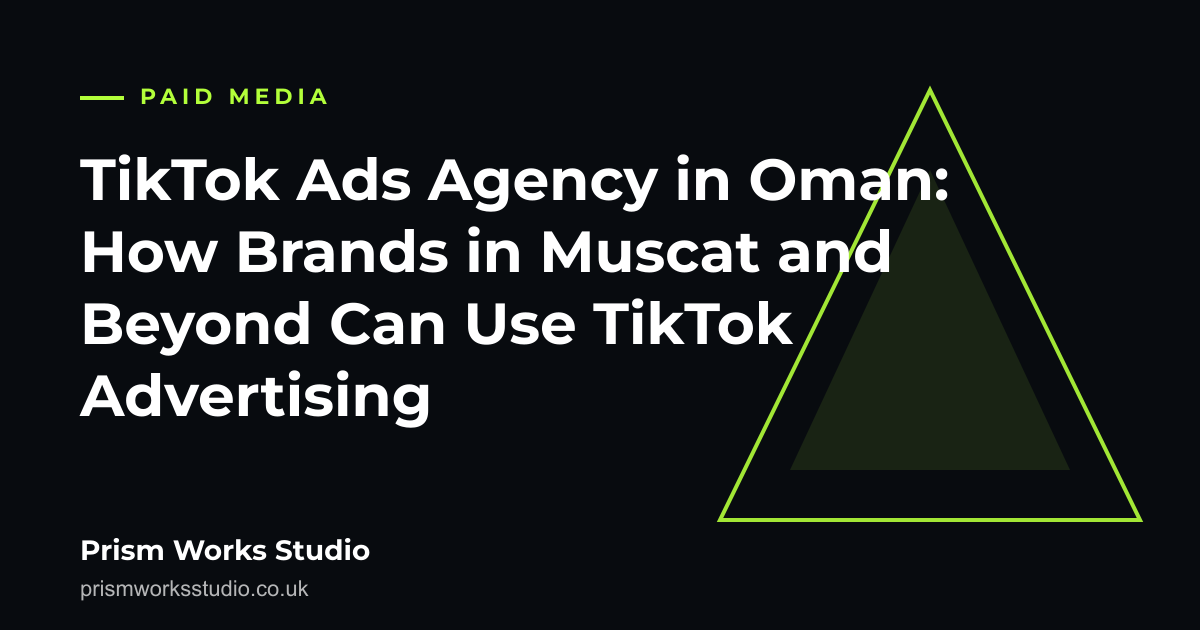 PAID MEDIA
TikTok Ads Agency in Oman:
How Brands in Muscat and
Beyond Can Use TikTok
Advertising
Prism Works Studio
prismworksstudio.co.uk